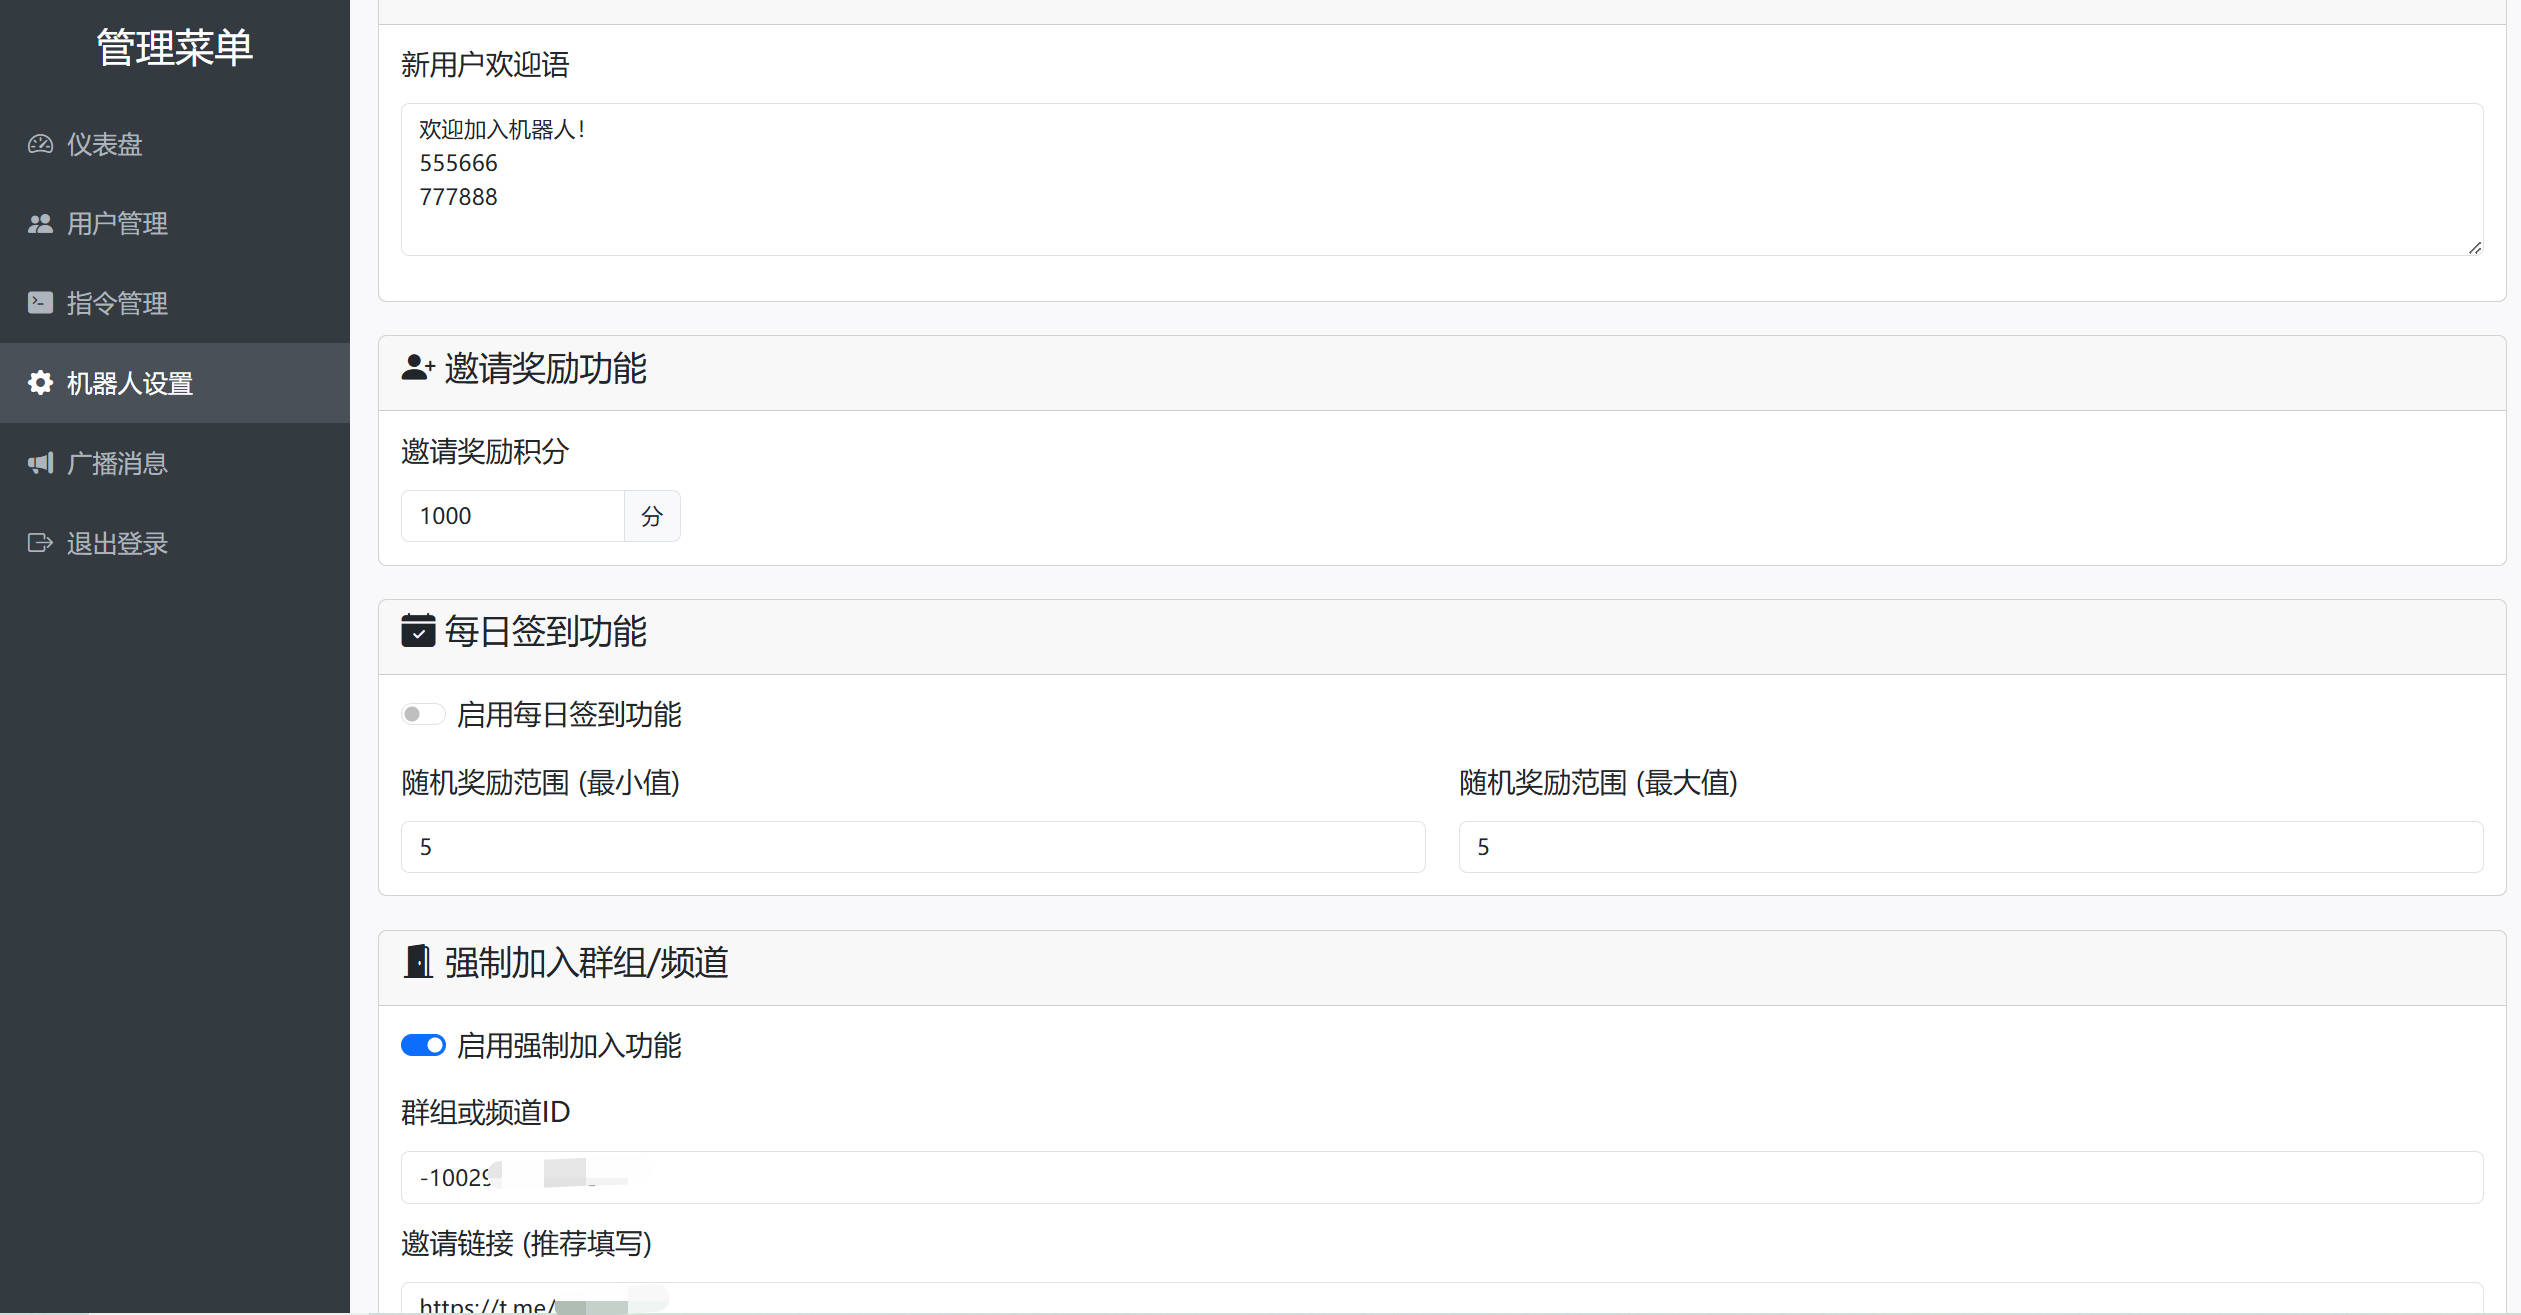 管理菜单
仪表盘
用户管理
指令管理
机器人设置
广播消息
退出登录
新用户欢迎语
欢迎加入机器人!
555666
777888
邀请奖励功能
邀请奖励积分
1000 分
每日签到功能
启用每日签到功能
随机奖励范围 (最小值) 随机奖励范围 (最大值)
5 5
强制加入群组/频道
启用强制加入功能
群组或频道ID
-10029
邀请链接 (推荐填写)
https://t.me/